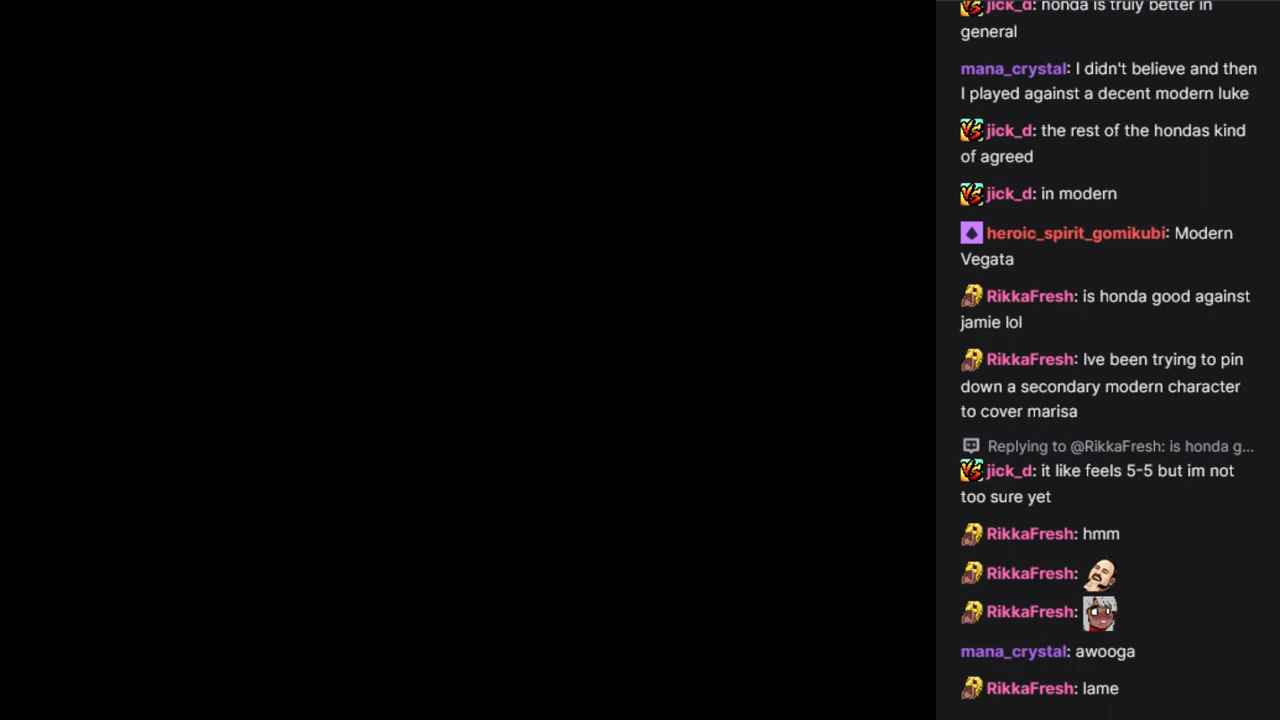 jick_d: honda is truly better in
general
mana_crystal: I didn't believe and then
I played against a decent modern luke
jick_d: the rest of the hondas kind
of agreed
jick_d: in modern
heroic_spirit_gomikubi: Modern
Vegata
RikkaFresh: is honda good against
jamie lol
RikkaFresh: Ive been trying to pin
down a secondary modern character
to cover marisa
Replying to @RikkaFresh: is honda g...
jick_d: it like feels 5-5 but im not
too sure yet
RikkaFresh: hmm
RikkaFresh:
RikkaFresh:
mana_crystal: awooga
RikkaFresh: lame